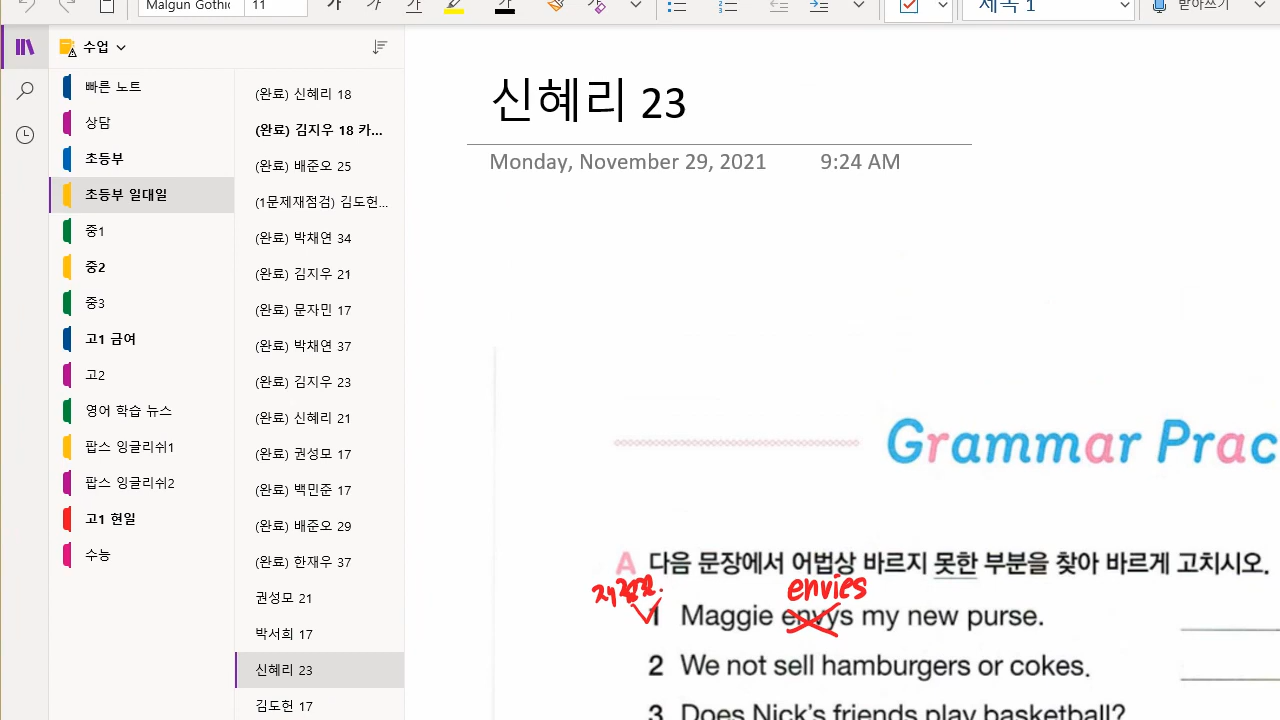 Malgun Gothic 11 가 가 가 가 제목 1 받아쓰기
수업
빠른 노트
상담
초등부
초등부 일대일
중1
중2
중3
고1 금여
고2
영어 학습 뉴스
팝스 잉글리쉬1
팝스 잉글리쉬2
고1 현일
수능
(완료) 신혜리 18
(완료) 김지우 18 카...
(완료) 배준오 25
(1문제재점검) 김도헌...
(완료) 박채연 34
(완료) 김지우 21
(완료) 문자민 17
(완료) 박채연 37
(완료) 김지우 23
(완료) 신혜리 21
(완료) 권성모 17
(완료) 백민준 17
(완료) 배준오 29
(완료) 한재우 37
권성모 21
박서희 17
신혜리 23
김도헌 17
신혜리 23
Monday, November 29, 2021 9:24 AM
Grammar Prac
A 다음 문장에서 어법상 바르지 못한 부분을 찾아 바르게 고치시오.
재점검. envies
1 Maggie envys my new purse.
2 We not sell hamburgers or cokes.
3 Does Nick's friends play basketball?